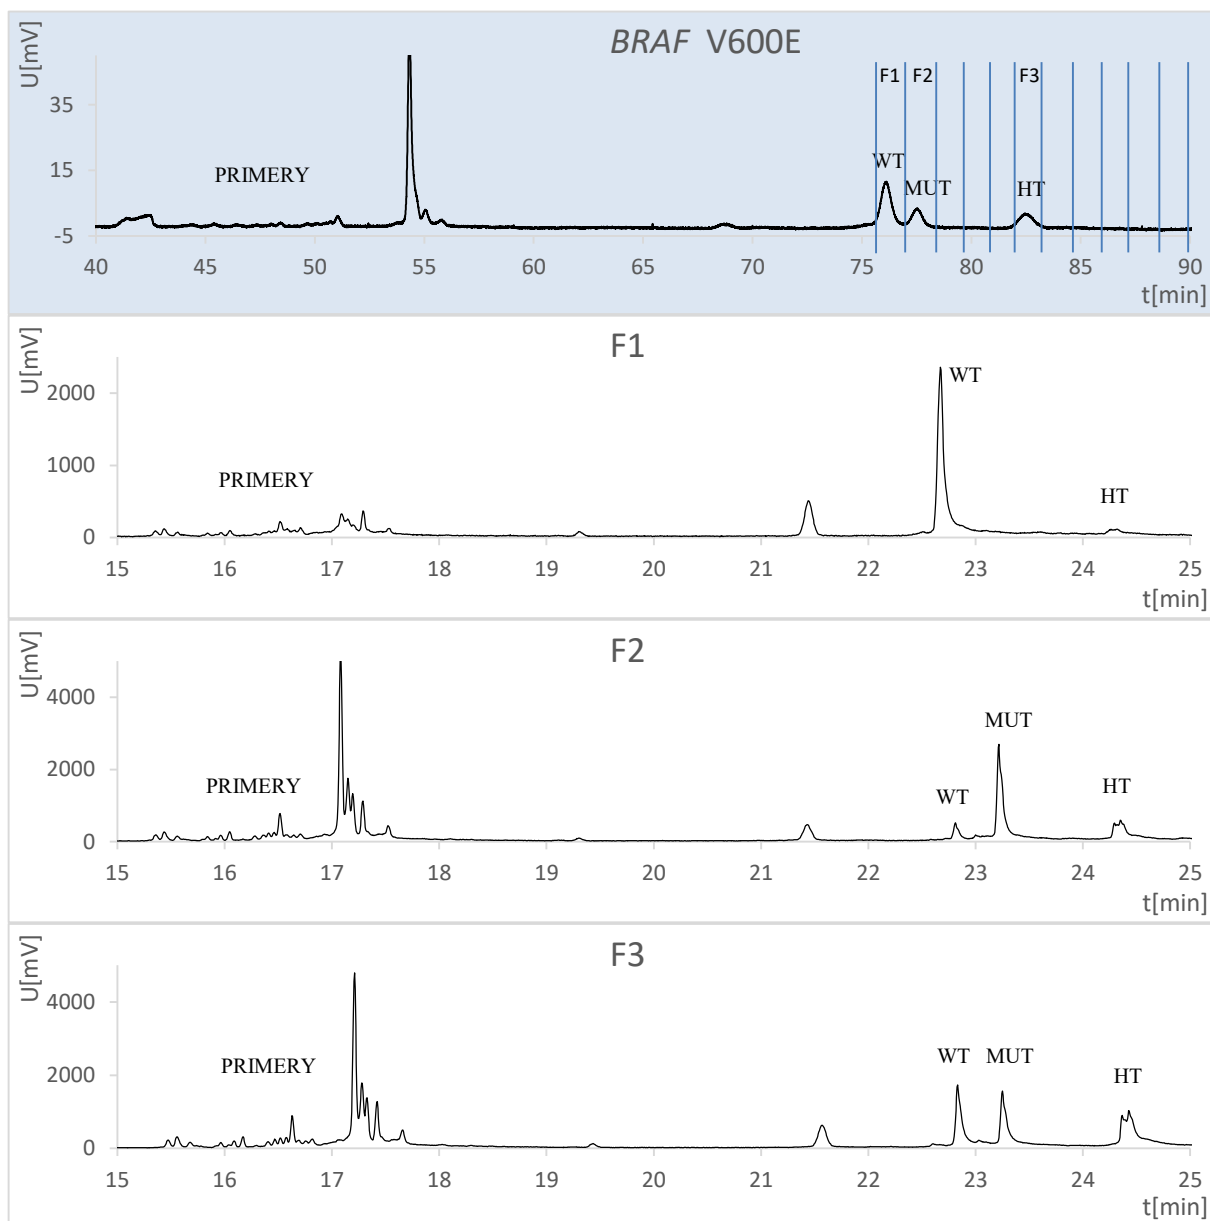 BRAF V600E
U[mV]
F1 F2 F3
35
15
-5
PRIMERY
WT
MUT
HT
40 45 50 55 60 65 70 75 80 85 90
t[min]
F1
U[mV]
2000
1000
0
WT
PRIMERY
HT
15 16 17 18 19 20 21 22 23 24 25
t[min]
F2
U[mV]
4000
2000
0
MUT
PRIMERY
WT
HT
15 16 17 18 19 20 21 22 23 24 25
t[min]
F3
U[mV]
4000
2000
0
PRIMERY
WT MUT
HT
15 16 17 18 19 20 21 22 23 24 25
t[min]